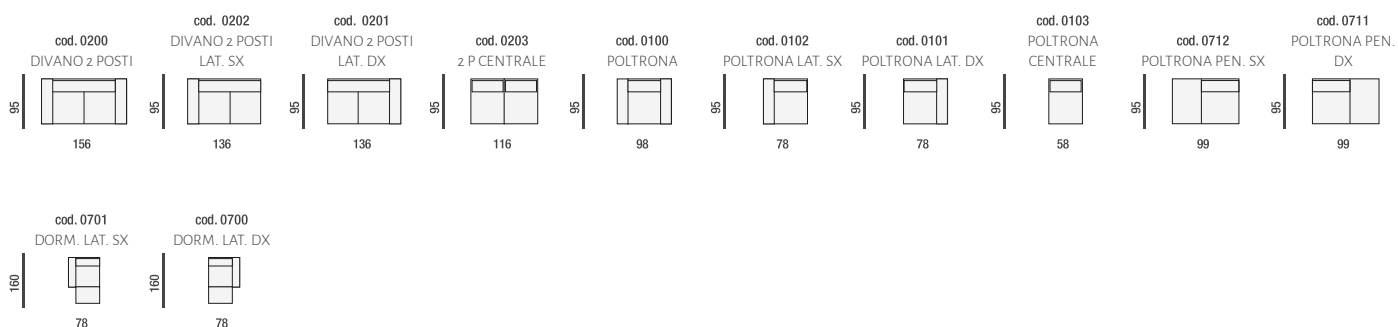 cod. 0200
DIVANO 2 POSTI
95
156
cod. 0202
DIVANO 2 POSTI
LAT. SX
95
136
cod. 0201
DIVANO 2 POSTI
LAT. DX
95
136
cod. 0203
2 P CENTRALE
95
116
cod. 0100
POLTRONA
95
98
cod. 0102
POLTRONA LAT. SX
95
78
cod. 0101
POLTRONA LAT. DX
95
78
cod. 0103
POLTRONA
CENTRALE
95
58
cod. 0712
POLTRONA PEN. SX
95
99
cod. 0711
POLTRONA PEN.
DX
95
99
cod. 0701
DORM. LAT. SX
160
78
cod. 0700
DORM. LAT. DX
160
78